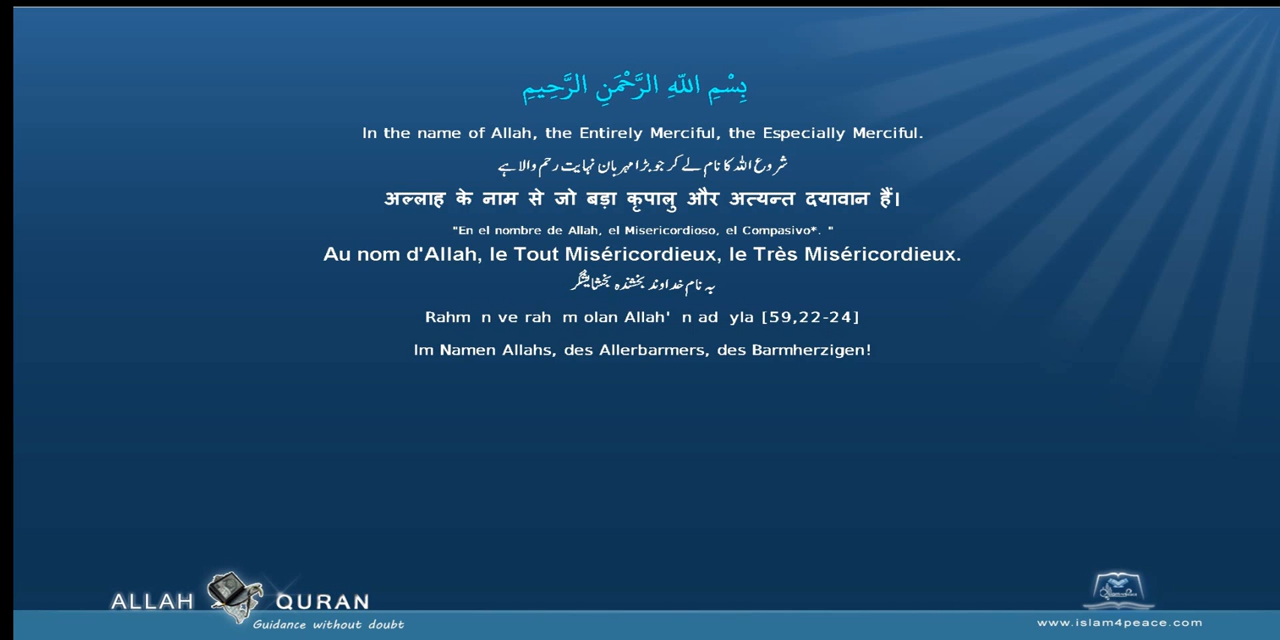 بِسْمِ اللّهِ الرَّحْمَنِ الرَّحِيمِ
In the name of Allah, the Entirely Merciful, the Especially Merciful.
شروع الله کا نام لے کر جو بڑا مہربان نہایت رحم والا ہے
अल्लाह के नाम से जो बड़ा कृपालु और अत्यन्त दयावान हैं।
"En el nombre de Allah, el Misericordioso, el Compasivo*. "
Au nom d'Allah, le Tout Miséricordieux, le Très Miséricordieux.
به نام خداوند بخشنده بخشایشگر
Rahm n ve rah m olan Allah' n ad yla [59,22-24]
Im Namen Allahs, des Allerbarmers, des Barmherzigen!
ALLAH QURAN
Guidance without doubt
www.islam4peace.com